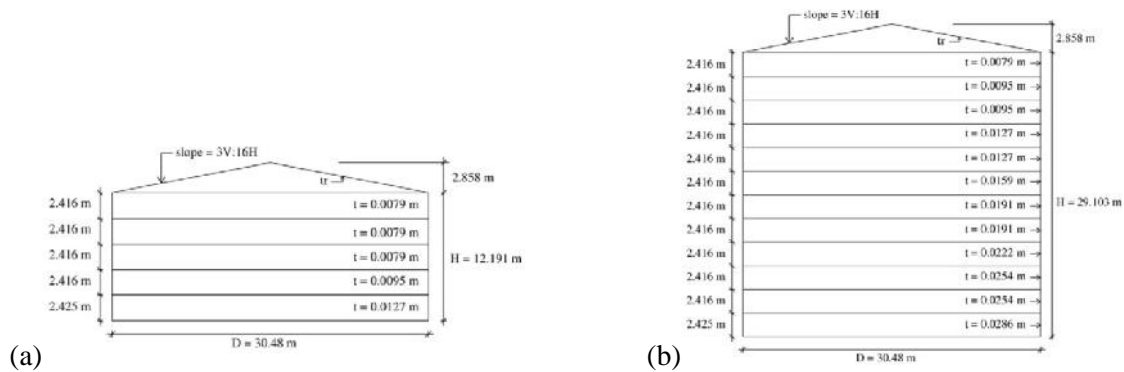 slope = 3V:16H
tr
2.858 m
2.416 m
t = 0.0079 m
2.416 m
t = 0.0079 m
2.416 m
t = 0.0079 m
H = 12.191 m
2.416 m
t = 0.0095 m
2.425 m
t = 0.0127 m
D = 30.48 m
(a)
slope = 3V:16H
tr
2.858 m
2.416 m
t = 0.0079 m
2.416 m
t = 0.0095 m
2.416 m
t = 0.0095 m
2.416 m
t = 0.0127 m
2.416 m
t = 0.0127 m
2.416 m
t = 0.0159 m
2.416 m
t = 0.0191 m
H = 29.103 m
2.416 m
t = 0.0191 m
2.416 m
t = 0.0222 m
2.416 m
t = 0.0254 m
2.416 m
t = 0.0254 m
2.425 m
t = 0.0286 m
D = 30.48 m
(b)